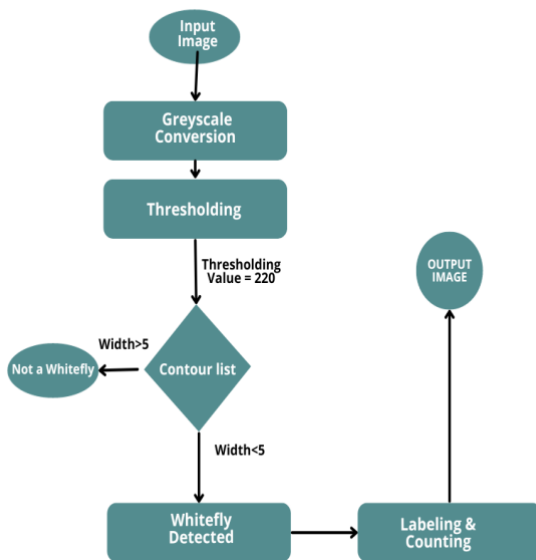 Input
Image
Greyscale
Conversion
Thresholding
Thresholding
Value = 220
OUTPUT
IMAGE
Width>5
Not a Whitefly
Contour list
Width<5
Whitefly
Detected
Labeling &
Counting